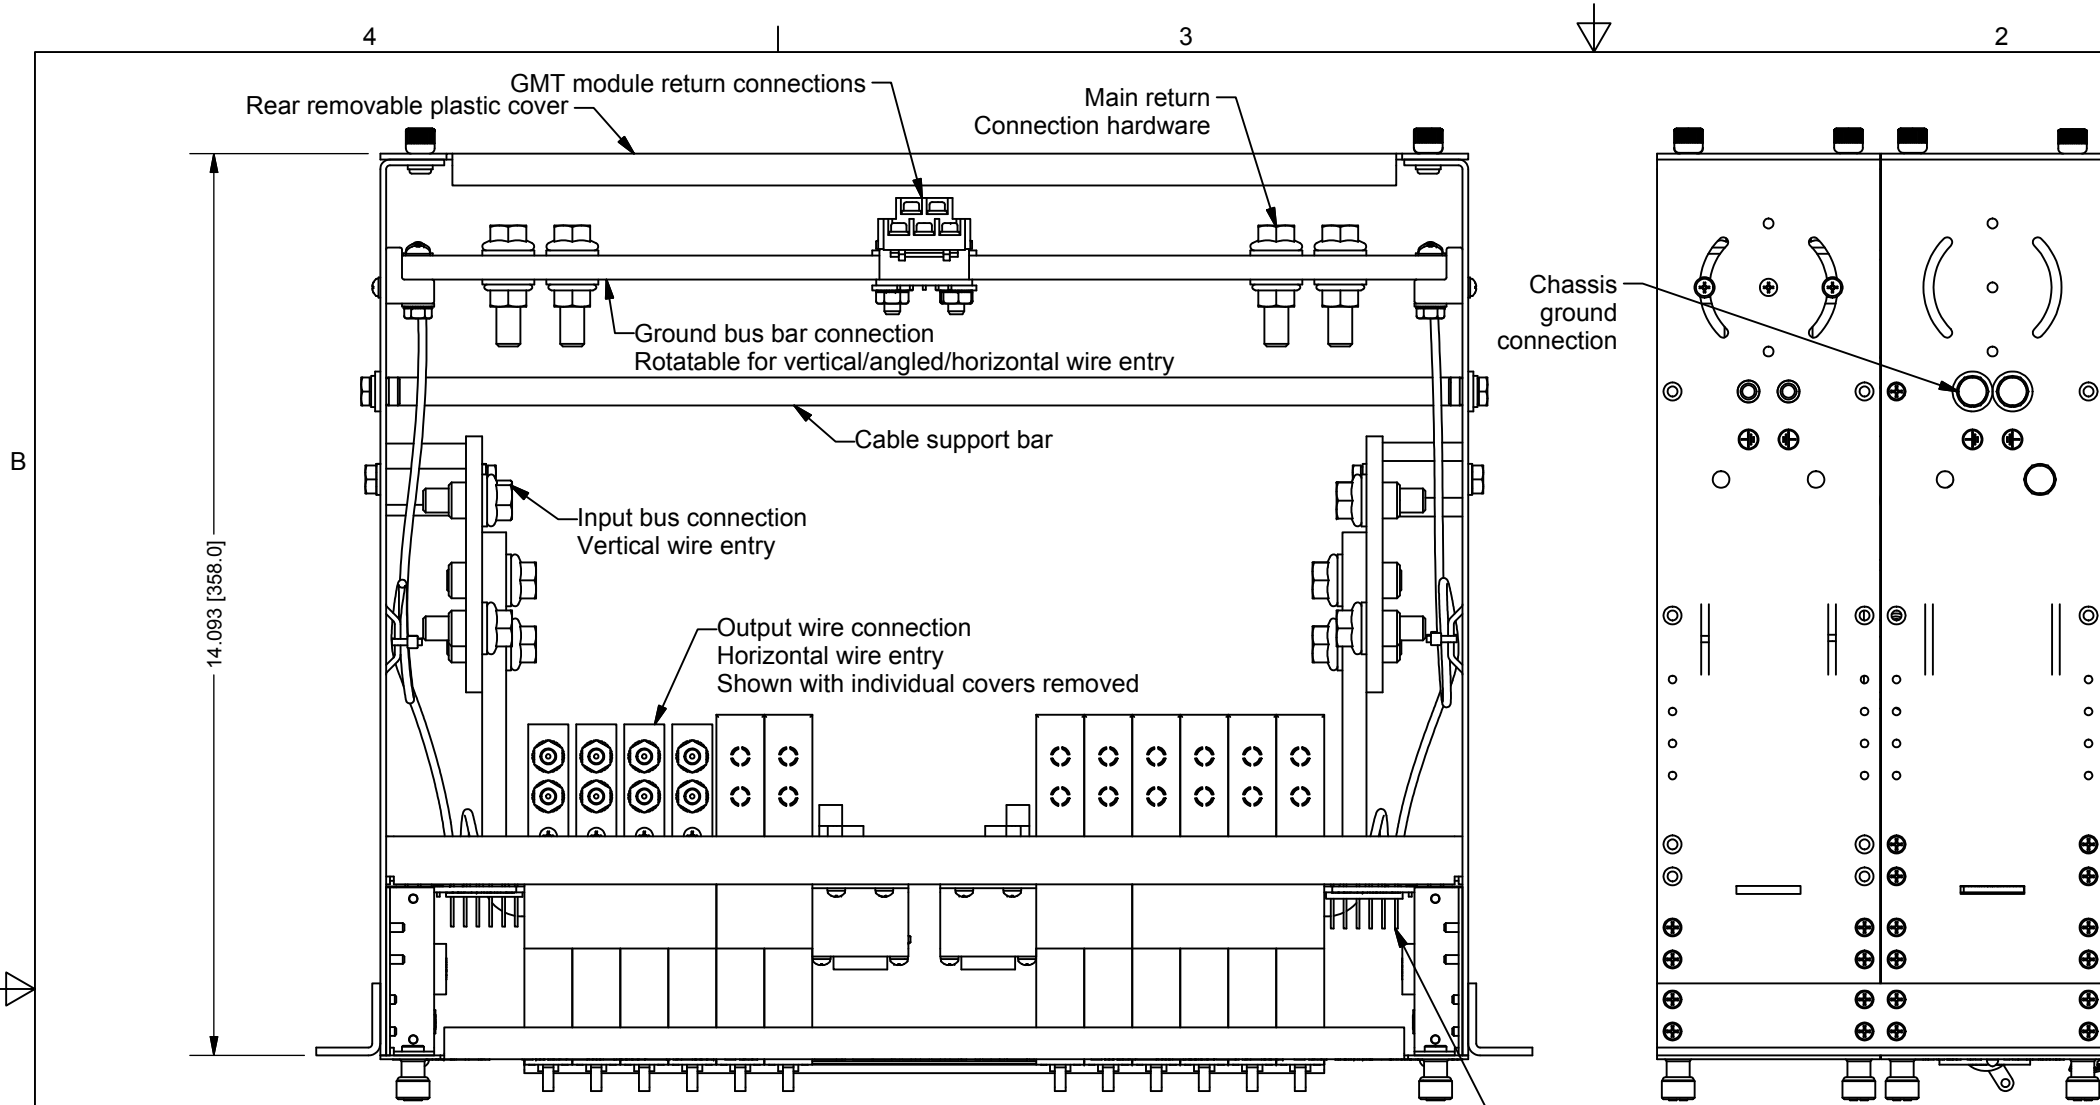 4
3
2
GMT module return connections
Rear removable plastic cover
Main return
Connection hardware
Chassis
ground
connection
Ground bus bar connection
Rotatable for vertical/angled/horizontal wire entry
Cable support bar
B
Input bus connection
Vertical wire entry
14.093 [358.0]
Output wire connection
Horizontal wire entry
Shown with individual covers removed